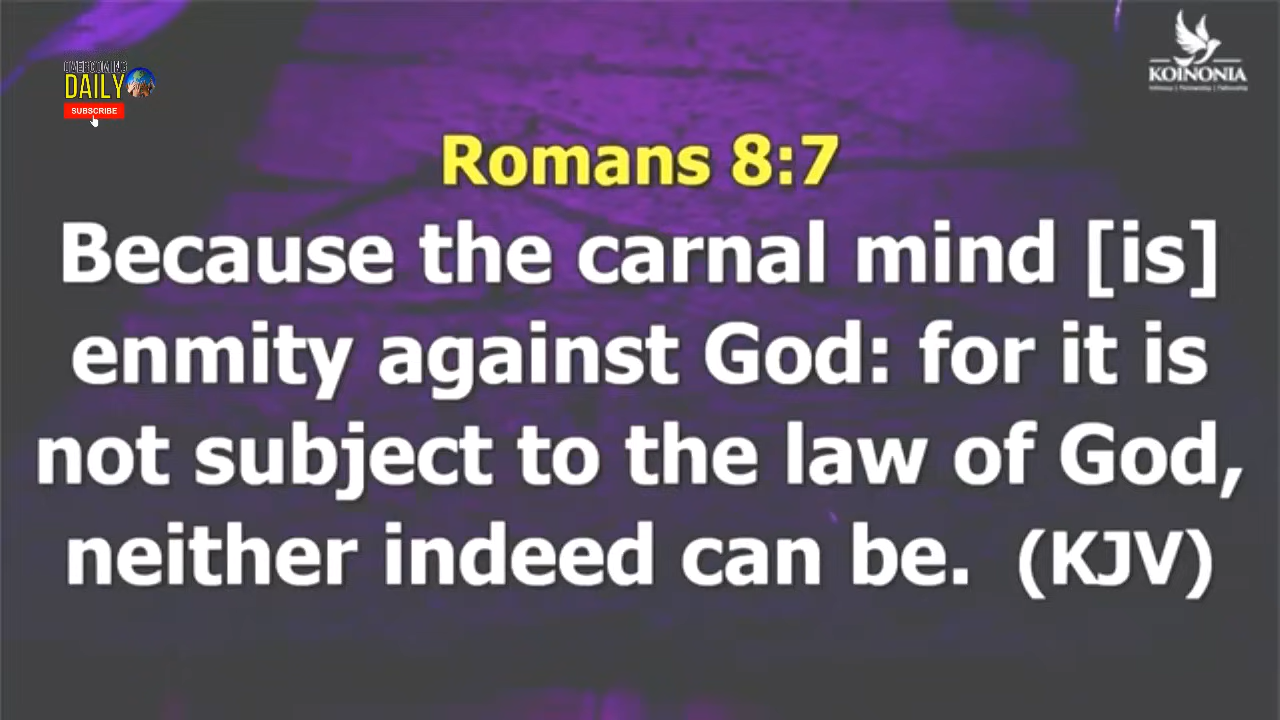 OVERCOMING
DAILY
SUBSCRIBE
KOINONIA
Romans 8:7
Because the carnal mind [is]
enmity against God: for it is
not subject to the law of God,
neither indeed can be. (KJV)